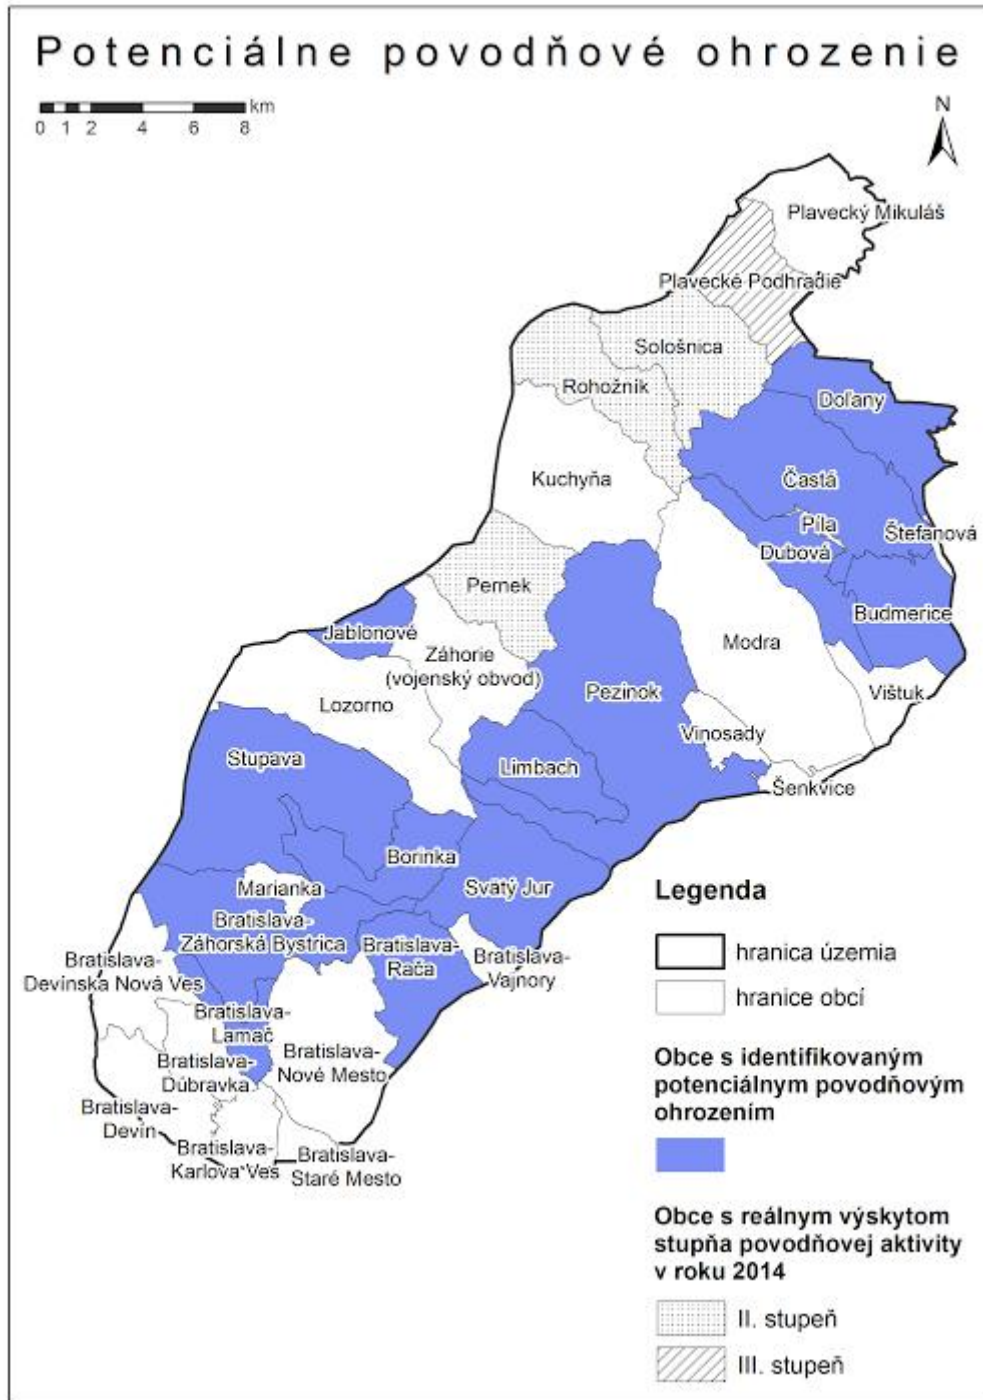 Potenciálne povodňové ohrozenie
km
0 1 2 4 6 8
N
Plavecký Mikuláš
Plavecké Podhradie
Sološnica
Rohožník
Doľany
Kuchyňa
Častá
Píla
Štefanová
Dubová
Pernek
Budmerice
Jablonové
Modra
Záhorie
(vojenský obvod)
Pezinok
Vištuk
Lozorno
Vinosady
Stupava
Limbach
Šenkvice
Borinka
Marianka
Svätý Jur
Bratislava-
Záhorská Bystrica
Bratislava-
Rača
Bratislava-
Vajnory
Bratislava-
Devínska Nová Ves
Bratislava-
Lamač
Bratislava-
Nové Mesto
Bratislava-
Dúbravka
Bratislava-
Devín
Bratislava-
Karlova Ves
Bratislava-
Staré Mesto
Legenda
hranica územia
hranice obcí
Obce s identifikovaným
potenciálnym povodňovým
ohrozením
Obce s reálnym výskytom
stupňa povodňovej aktivity
v roku 2014
II. stupeň
III. stupeň